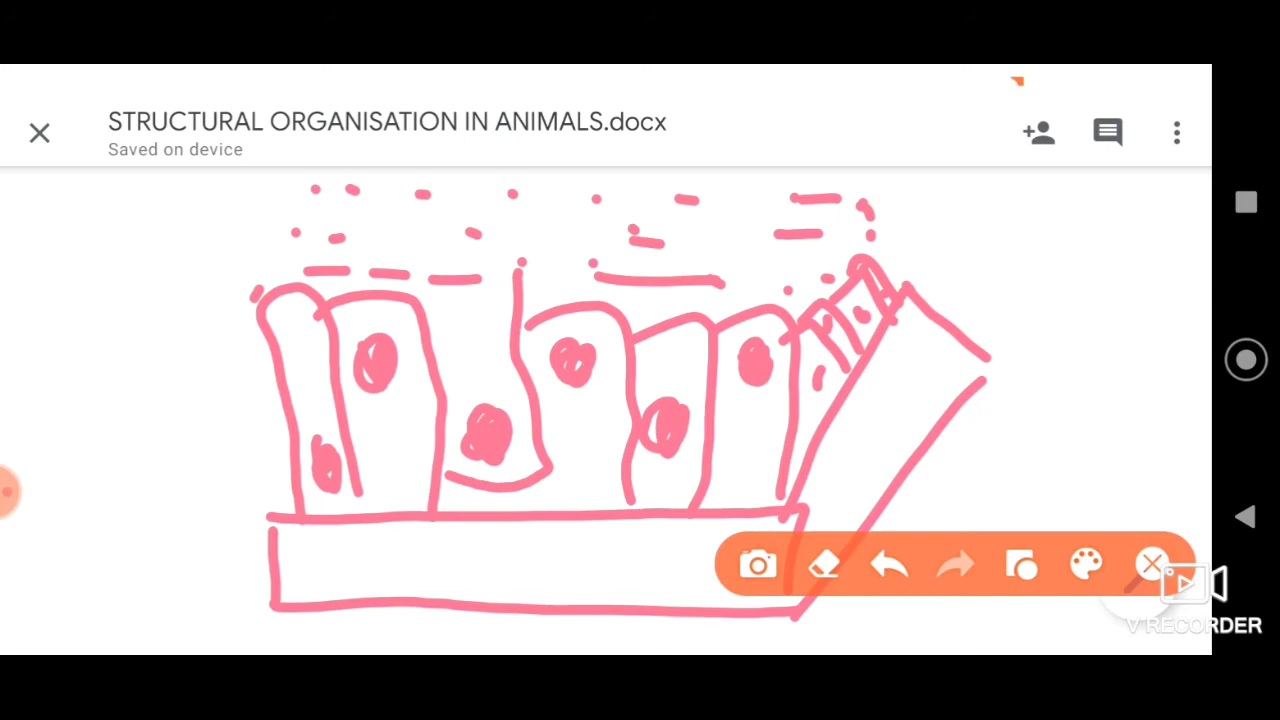 STRUCTURAL ORGANISATION IN ANIMALS.docx
Saved on device
V RECORDER